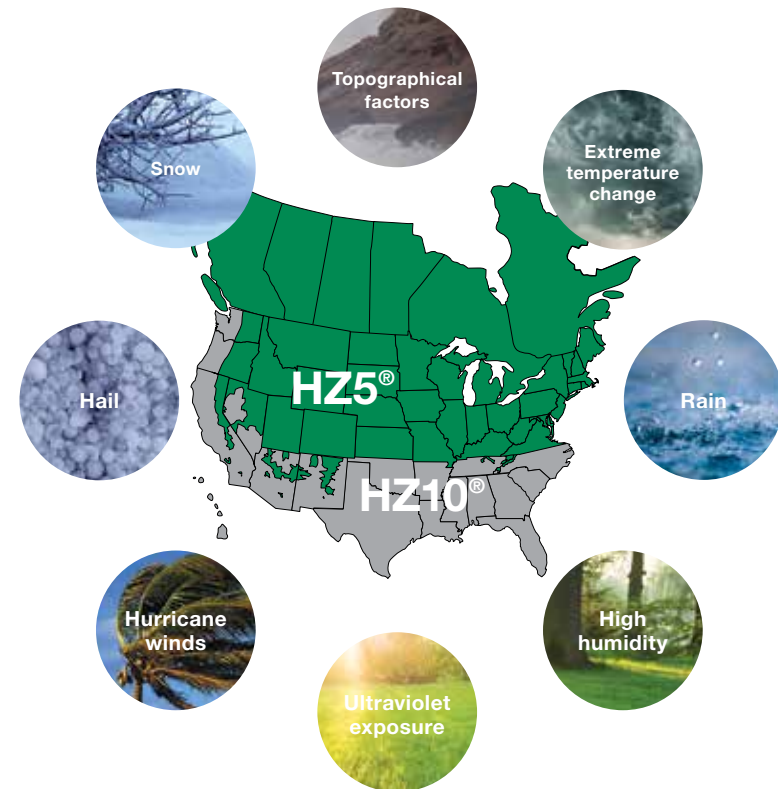 Topographical
factors
Snow
Extreme
temperature
change
HZ5®
Hail
Rain
HZ10®
Hurricane
winds
High
humidity
Ultraviolet
exposure